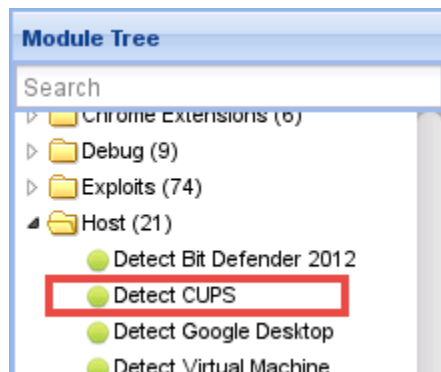 Module Tree
Search
Chrome Extensions (6)
Debug (9)
Exploits (74)
Host (21)
Detect Bit Defender 2012
Detect CUPS
Detect Google Desktop
Detect Virtual Machine